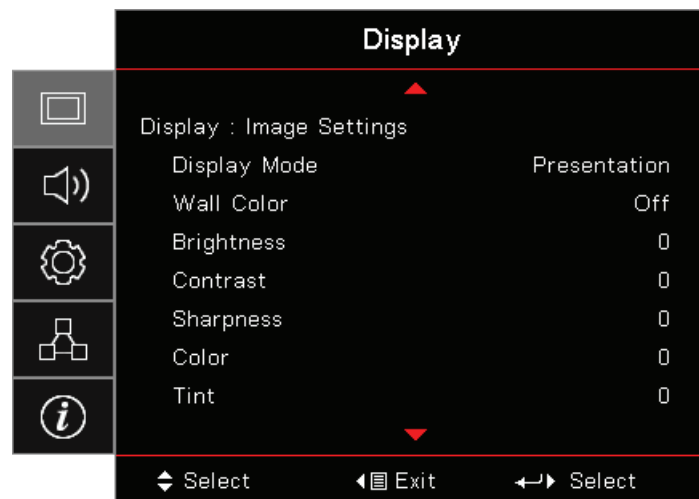 Display
Display : Image Settings
Display Mode Presentation
Wall Color Off
Brightness 0
Contrast 0
Sharpness 0
Color 0
Tint 0
Select Exit Select